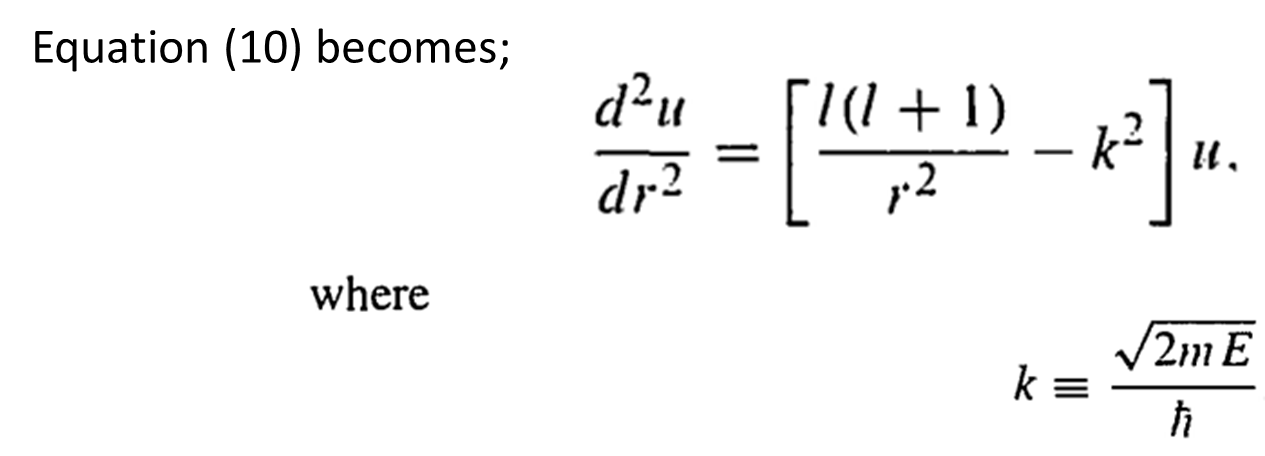 Equation (10) becomes;
d²u/dr² = [l(l + 1)/r² − k²] u.
where
k ≡ √(2mE)/ħ